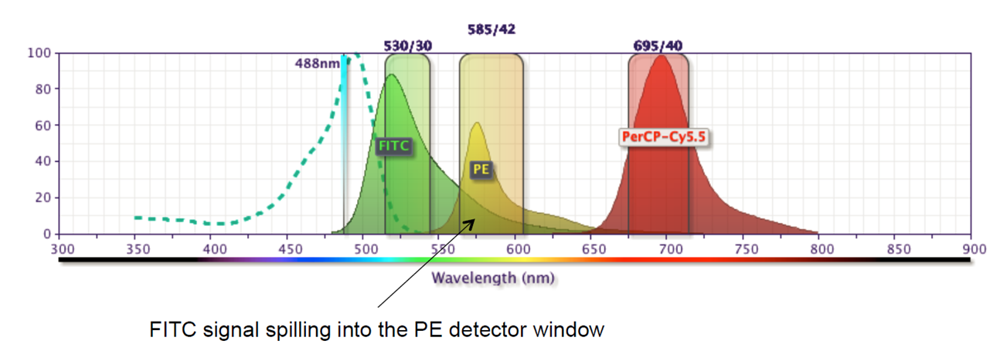 585/42
530/30
695/40
488nm
100
80
60
40
20
0
FITC
PE
PerCP-Cy5.5
300 350 400 450 500 550 600 650 700 750 800 850 900
Wavelength (nm)
FITC signal spilling into the PE detector window